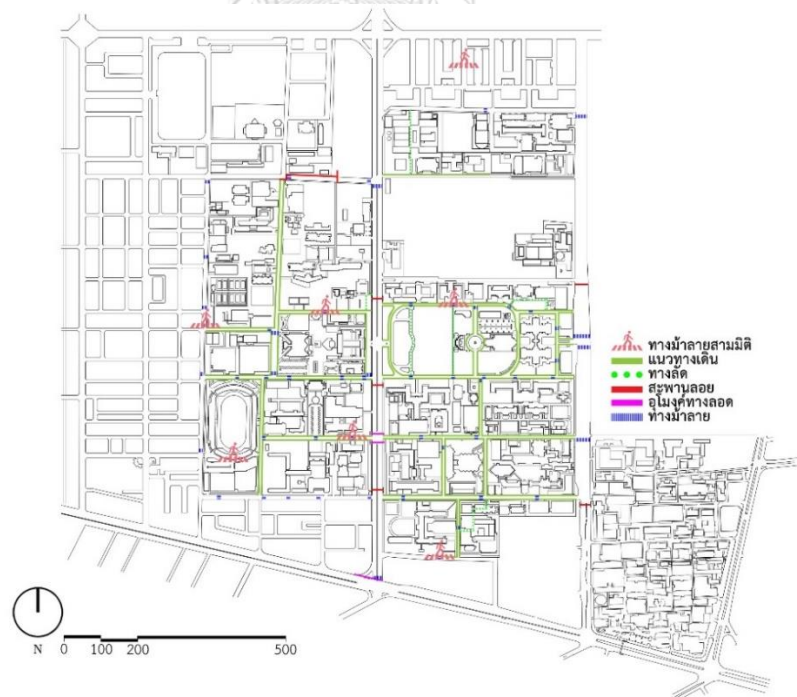 ทางม้าลายสามมิติ
แนวทางเดิน
ทางลัด
สะพานลอย
อุโมงค์ทางลอด
ทางม้าลาย
N 0 100 200 500